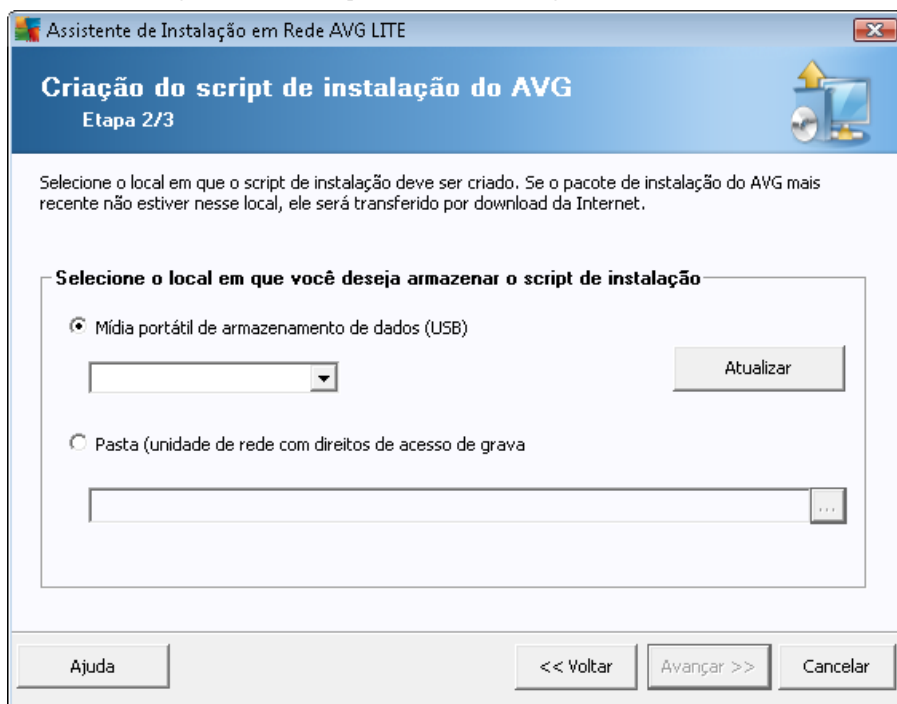 Assistente de Instalação em Rede AVG LITE
Criação do script de instalação do AVG
Etapa 2/3
Selecione o local em que o script de instalação deve ser criado. Se o pacote de instalação do AVG mais
recente não estiver nesse local, ele será transferido por download da Internet.
Selecione o local em que você deseja armazenar o script de instalação
Mídia portátil de armazenamento de dados (USB)
Atualizar
Pasta (unidade de rede com direitos de acesso de grava
...
Ajuda
<< Voltar
Avançar >>
Cancelar